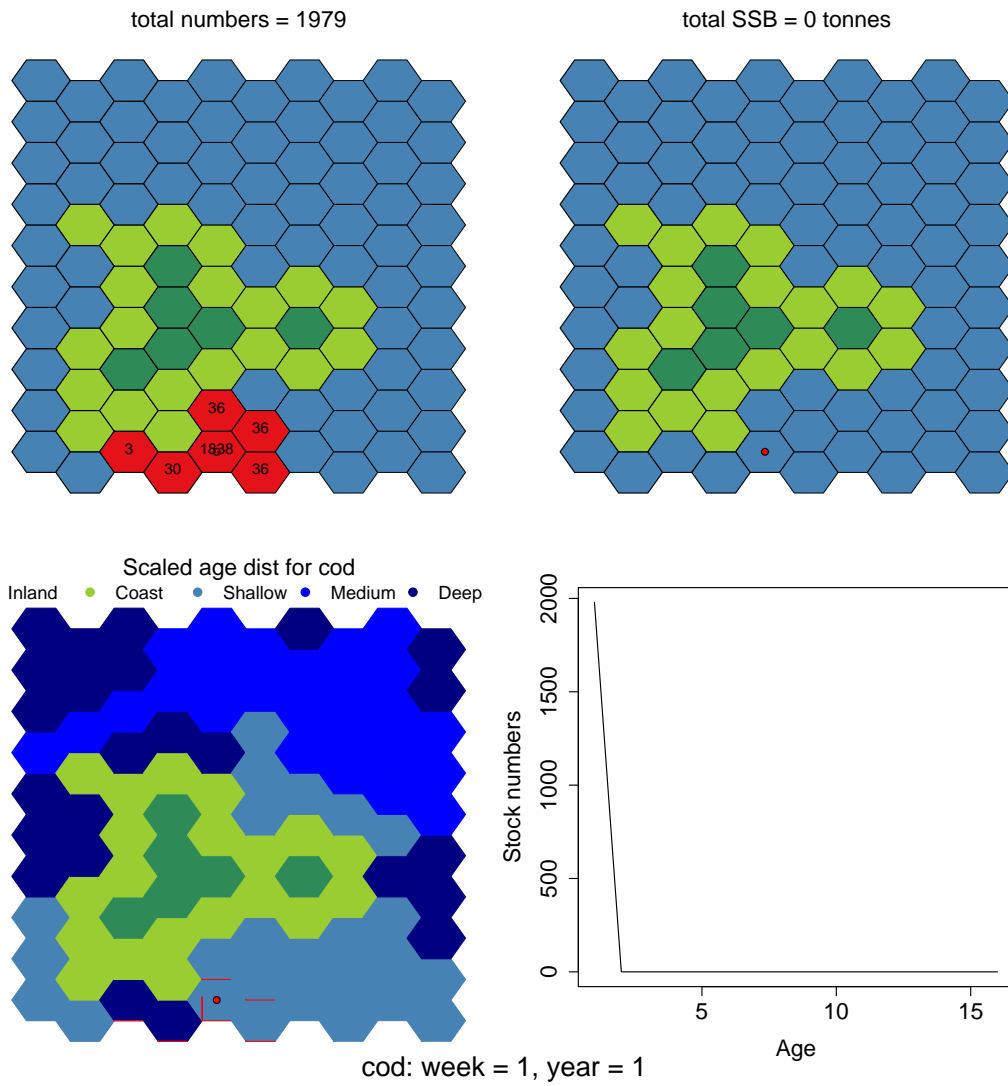 total numbers = 1979
total SSB = 0 tonnes
36
36
3
30
36
Scaled age dist for cod
Inland Coast Shallow Medium Deep
2000
1500
1000
500
0
Stock numbers
5 10 15
Age
cod: week = 1, year = 1